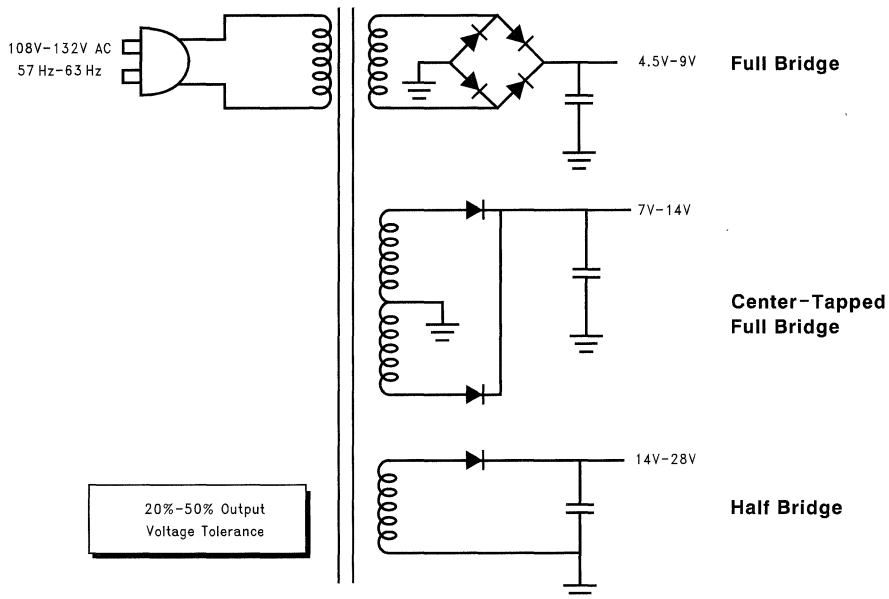 108V–132V AC
57 Hz–63 Hz
4.5V–9V
Full Bridge
7V–14V
Center–Tapped
Full Bridge
14V–28V
Half Bridge
20%–50% Output
Voltage Tolerance